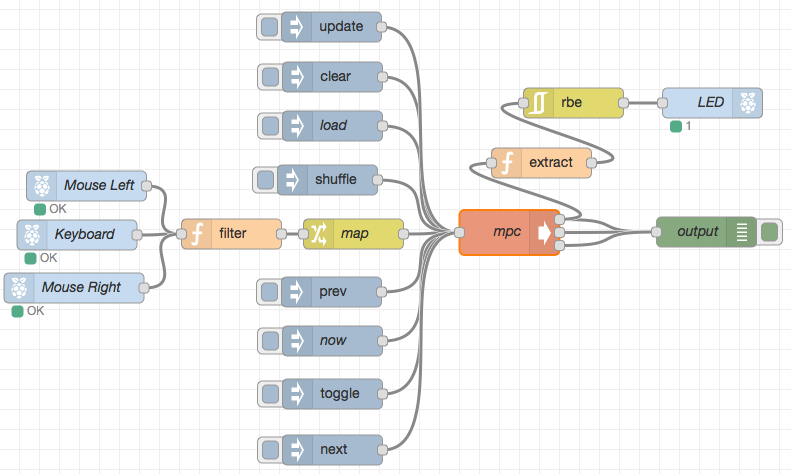 update
clear
load
shuffle
Mouse Left
OK
Keyboard
OK
Mouse Right
OK
filter
map
prev
now
toggle
next
mpc
extract
rbe
LED
1
output